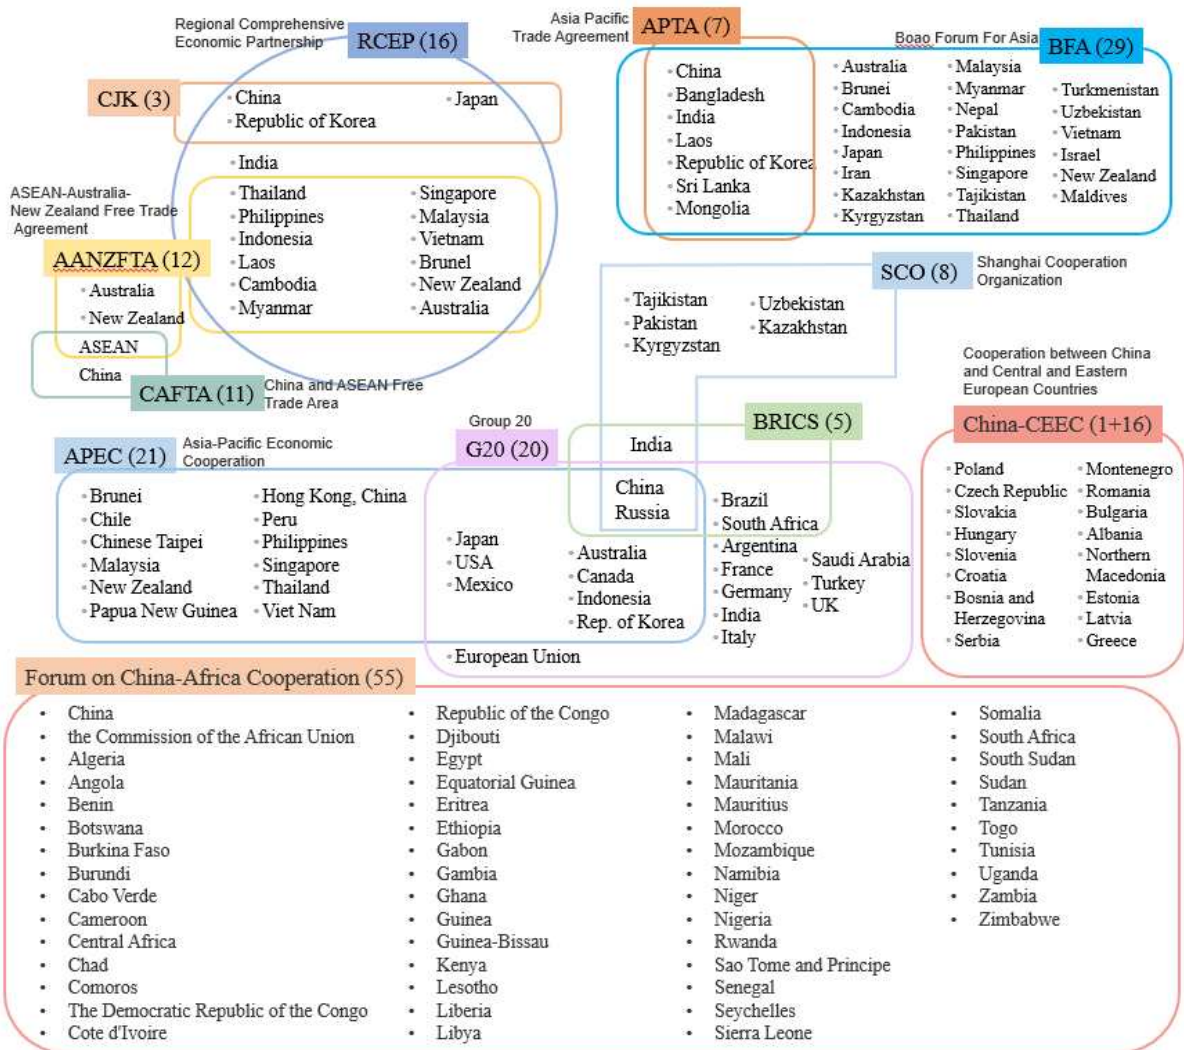 Regional Comprehensive
Economic Partnership
RCEP (16)
CJK (3)
China
Japan
Republic of Korea
India
Thailand
Singapore
Philippines
Malaysia
Indonesia
Vietnam
Laos
Brunel
Cambodia
New Zealand
Myanmar
Australia
ASEAN-Australia-
New Zealand Free Trade
Agreement
AANZFTA (12)
Australia
New Zealand
ASEAN
China
CAFTA (11)
China and ASEAN Free
Trade Area
Asia Pacific
Trade Agreement
APTA (7)
China
Bangladesh
India
Laos
Republic of Korea
Sri Lanka
Mongolia
Boao Forum For Asia
BFA (29)
Australia
Brunei
Cambodia
Indonesia
Japan
Iran
Kazakhstan
Kyrgyzstan
Malaysia
Myanmar
Nepal
Pakistan
Philippines
Singapore
Tajikistan
Thailand
Turkmenistan
Uzbekistan
Vietnam
Israel
New Zealand
Maldives
SCO (8)
Shanghai Cooperation
Organization
Tajikistan
Pakistan
Kyrgyzstan
Uzbekistan
Kazakhstan
Cooperation between China
and Central and Eastern
European Countries
China-CEEC (1+16)
Poland
Czech Republic
Slovakia
Hungary
Slovenia
Croatia
Bosnia and
Herzegovina
Serbia
Montenegro
Romania
Bulgaria
Albania
Northern
Macedonia
Estonia
Latvia
Greece
APEC (21)
Asia-Pacific Economic
Cooperation
Brunei
Chile
Chinese Taipei
Malaysia
New Zealand
Papua New Guinea
Hong Kong, China
Peru
Philippines
Singapore
Thailand
Viet Nam
Group 20
G20 (20)
BRICS (5)
India
China
Russia
Japan
USA
Mexico
Australia
Canada
Indonesia
Rep. of Korea
Brazil
South Africa
Argentina
France
Germany
India
Italy
Saudi Arabia
Turkey
UK
European Union
Forum on China-Africa Cooperation (55)
China
the Commission of the African Union
Algeria
Angola
Benin
Botswana
Burkina Faso
Burundi
Cabo Verde
Cameroon
Central Africa
Chad
Comoros
The Democratic Republic of the Congo
Cote d'Ivoire
Republic of the Congo
Djibouti
Egypt
Equatorial Guinea
Eritrea
Ethiopia
Gabon
Gambia
Ghana
Guinea
Guinea-Bissau
Kenya
Lesotho
Liberia
Libya
Madagascar
Malawi
Mali
Mauritania
Mauritius
Morocco
Mozambique
Namibia
Niger
Nigeria
Rwanda
Sao Tome and Principe
Senegal
Seychelles
Sierra Leone
Somalia
South Africa
South Sudan
Sudan
Tanzania
Togo
Tunisia
Uganda
Zambia
Zimbabwe